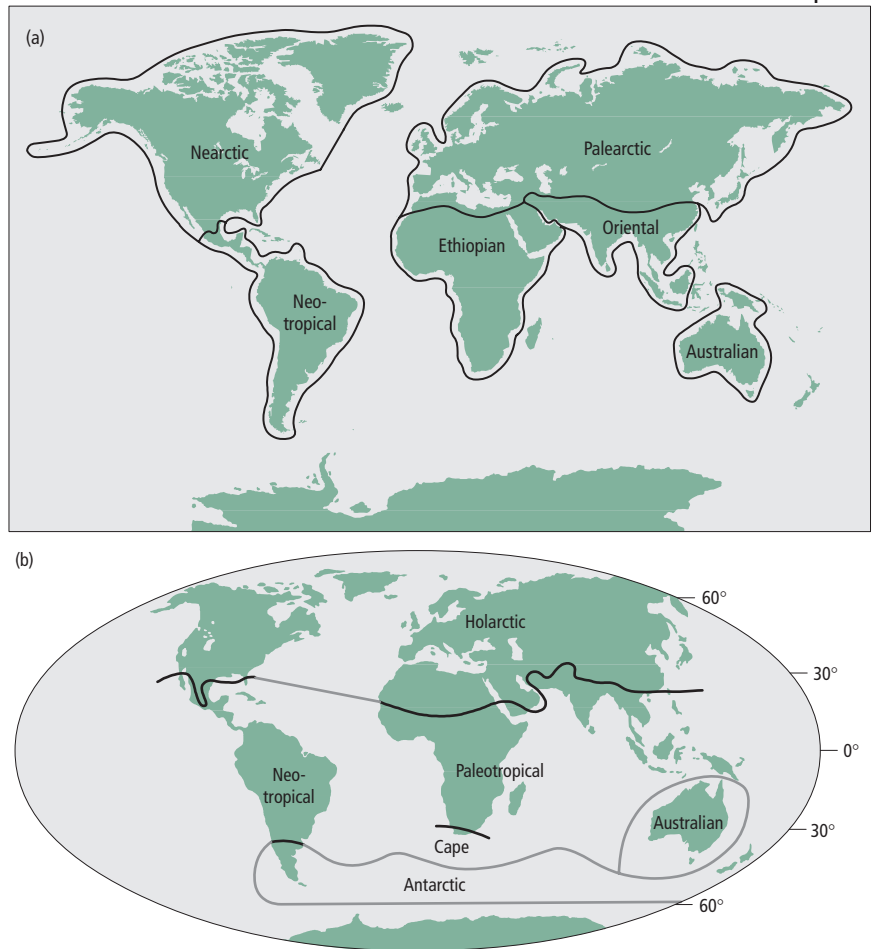 (a)
Nearctic
Palearctic
Oriental
Ethiopian
Neo-
tropical
Australian
(b)
60°
Holarctic
30°
0°
Neo-
tropical
Paleotropical
Australian
30°
Cape
Antarctic
60°